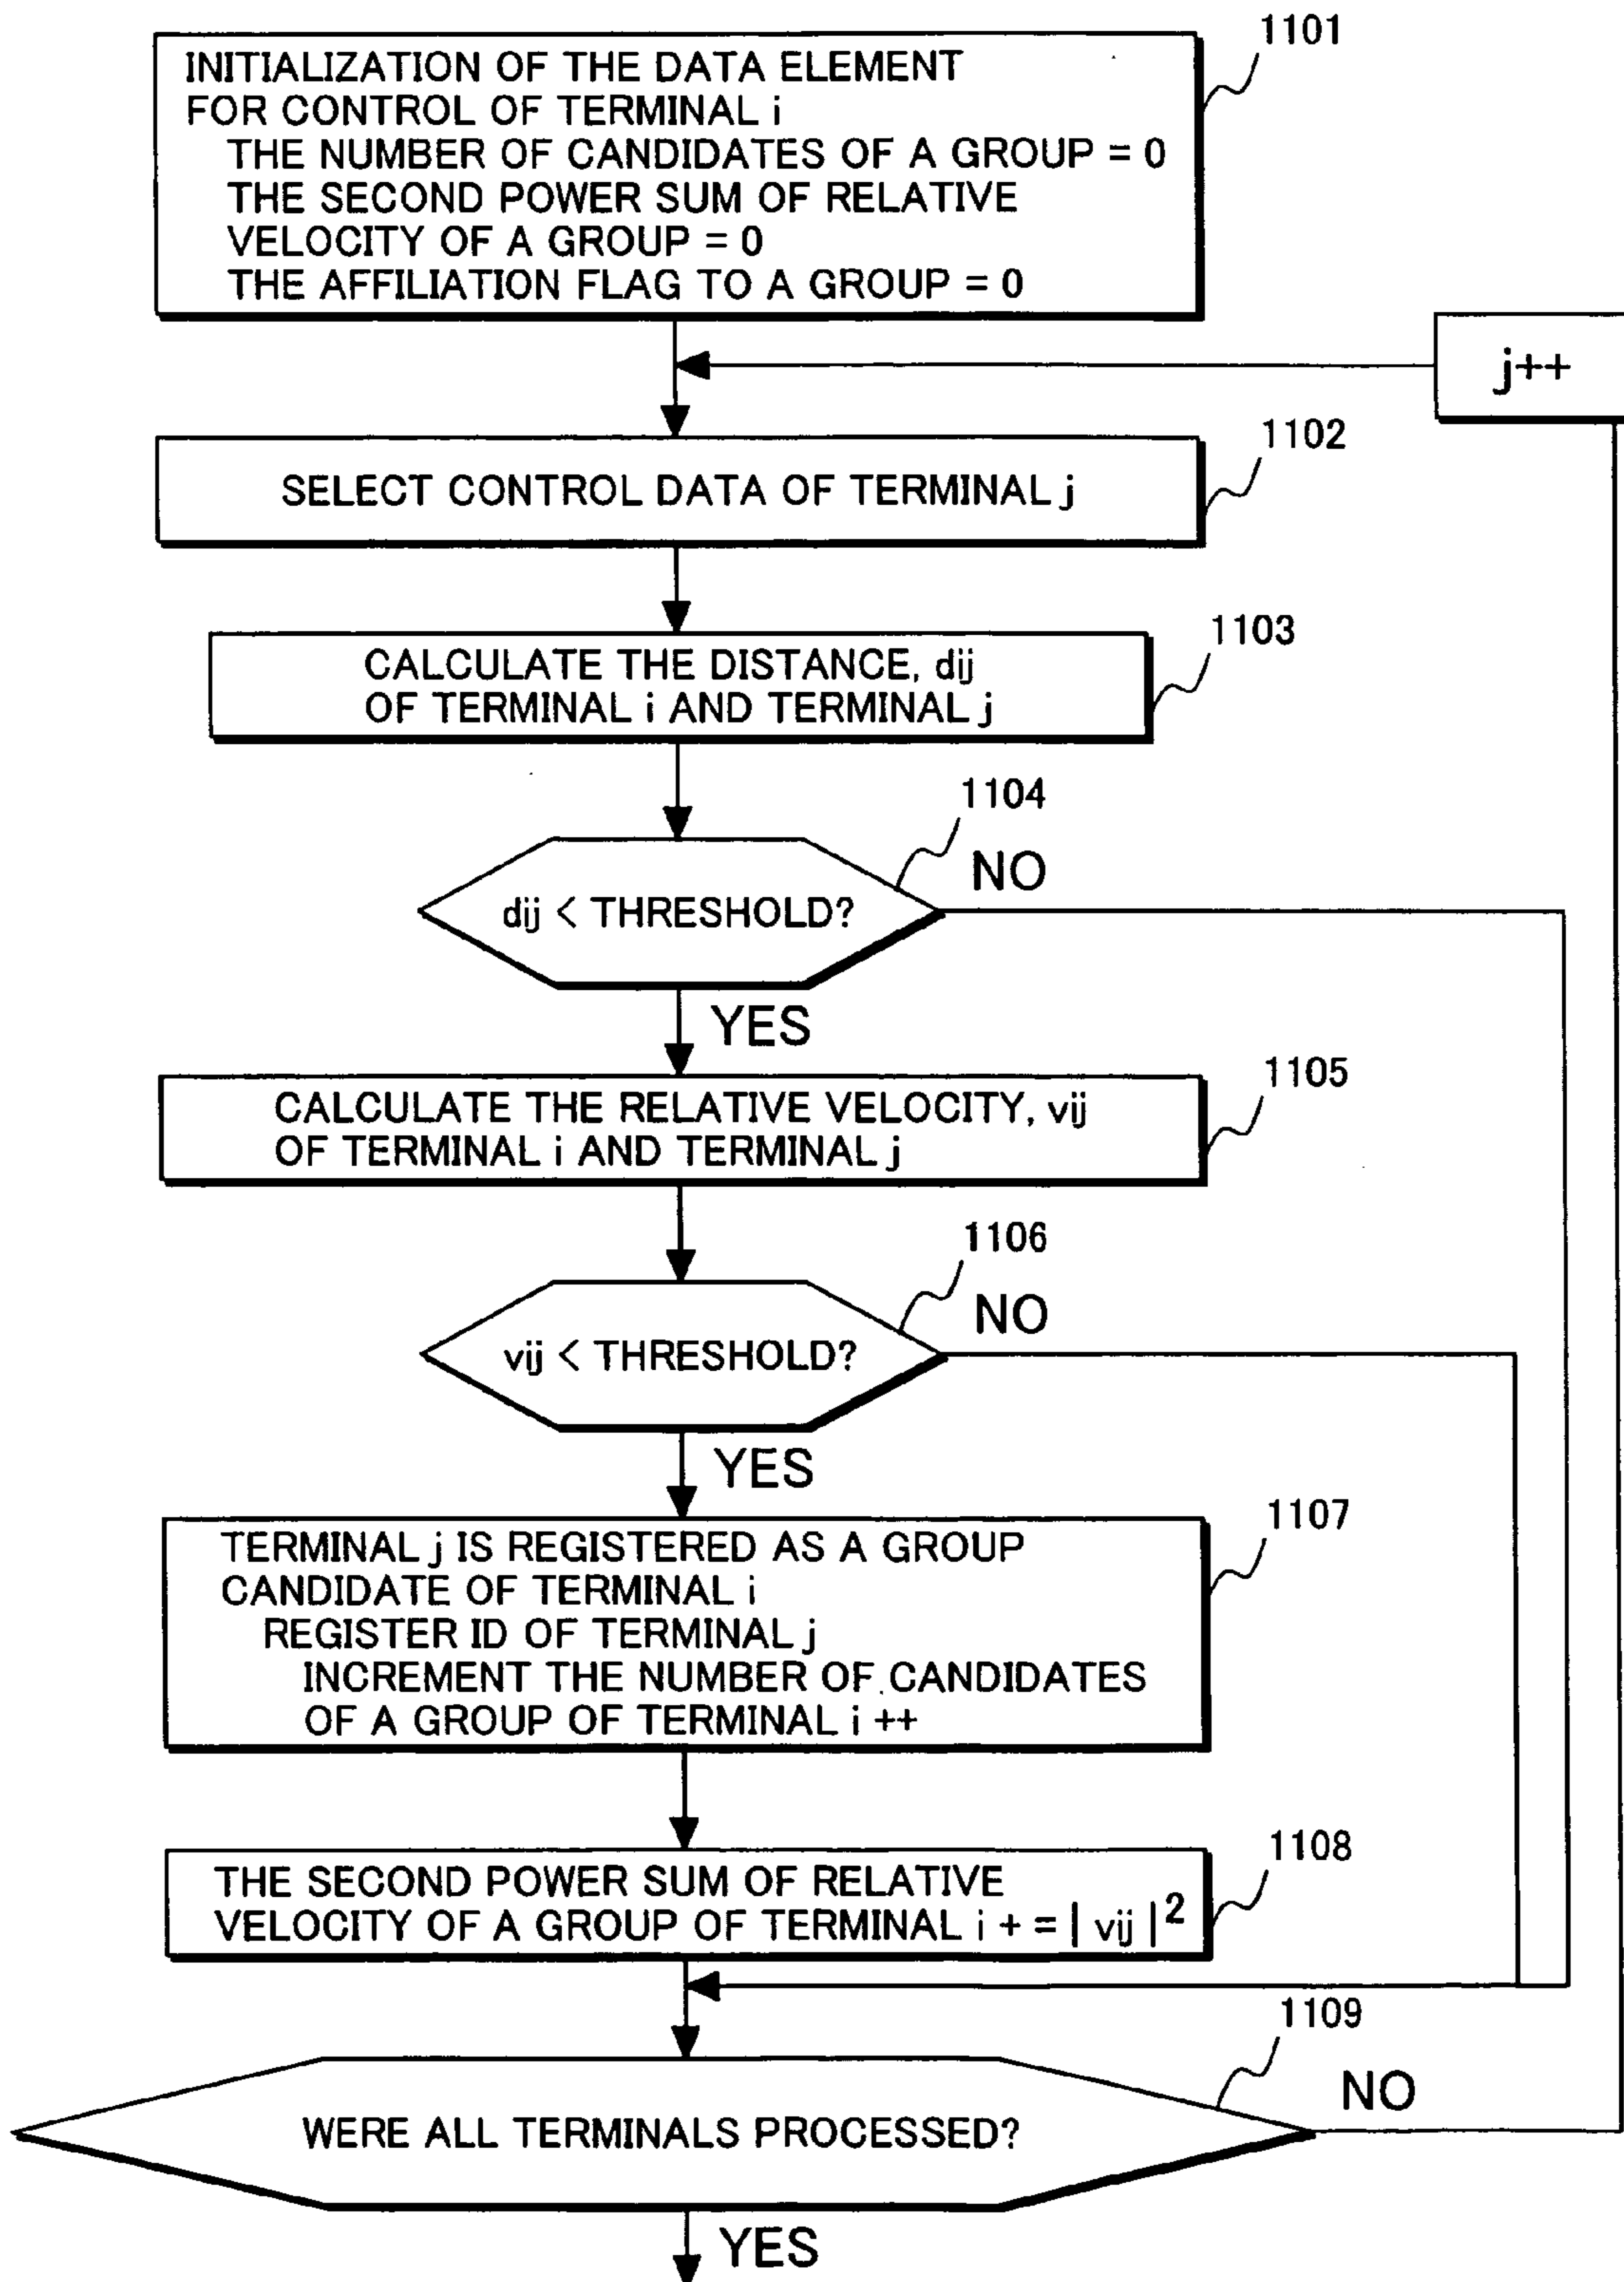 1101
INITIALIZATION OF THE DATA ELEMENT
FOR CONTROL OF TERMINAL i
THE NUMBER OF CANDIDATES OF A GROUP = 0
THE SECOND POWER SUM OF RELATIVE
VELOCITY OF A GROUP = 0
THE AFFILIATION FLAG TO A GROUP = 0
j++
1102
SELECT CONTROL DATA OF TERMINAL j
1103
CALCULATE THE DISTANCE, dij
OF TERMINAL i AND TERMINAL j
1104
NO
dij < THRESHOLD?
YES
1105
CALCULATE THE RELATIVE VELOCITY, vij
OF TERMINAL i AND TERMINAL j
1106
NO
vij < THRESHOLD?
YES
1107
TERMINAL j IS REGISTERED AS A GROUP
CANDIDATE OF TERMINAL i
REGISTER ID OF TERMINAL j
INCREMENT THE NUMBER OF CANDIDATES
OF A GROUP OF TERMINAL i ++
1108
THE SECOND POWER SUM OF RELATIVE
VELOCITY OF A GROUP OF TERMINAL i + = | vij |²
1109
NO
WERE ALL TERMINALS PROCESSED?
YES